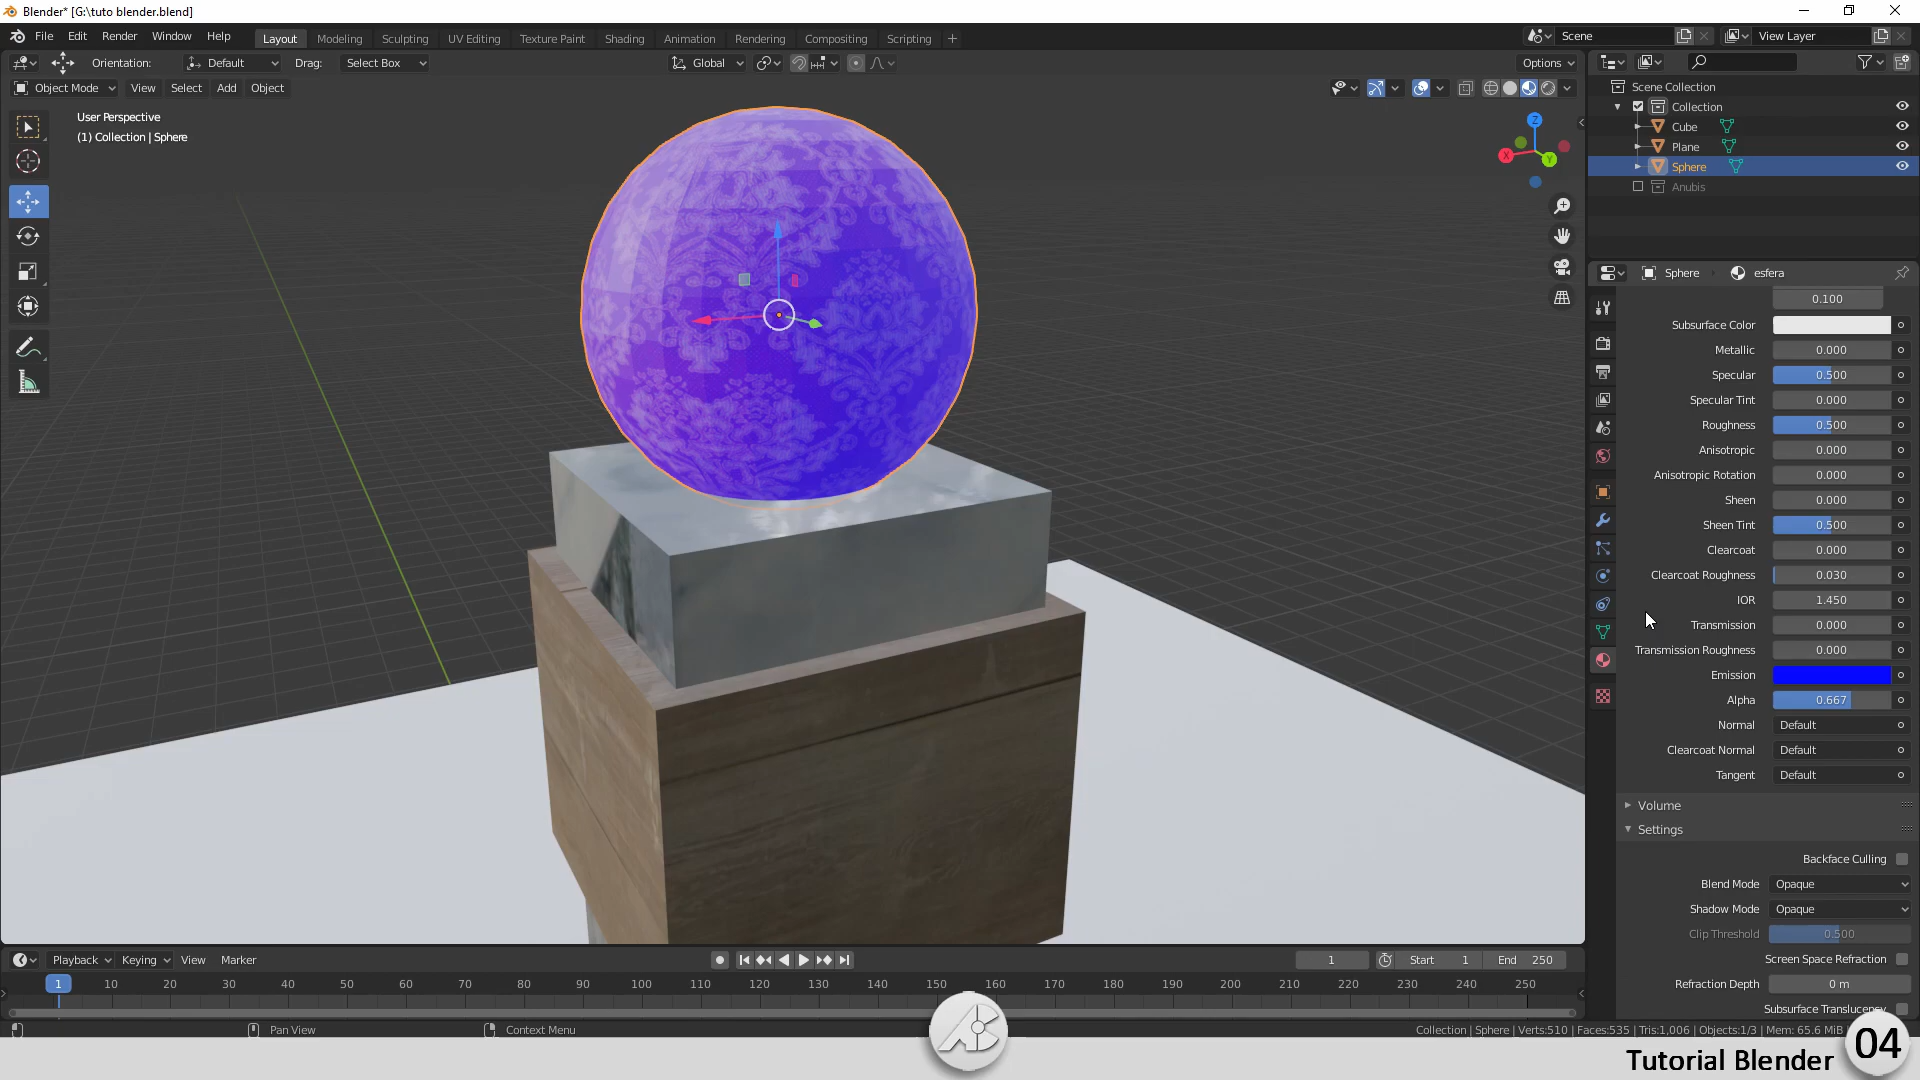 Blender* [G:\tuto blender.blend]
File Edit Render Window Help
Layout Modeling Sculpting UV Editing Texture Paint Shading Animation Rendering Compositing Scripting +
Scene View Layer
Orientation: Default Drag: Select Box Global Options
Object Mode View Select Add Object
User Perspective
(1) Collection | Sphere
Z
X
Y
Scene Collection
Collection
Cube
Plane
Sphere
Anubis
Sphere esfera
0.100
Subsurface Color
Metallic 0.000
Specular 0.500
Specular Tint 0.000
Roughness 0.500
Anisotropic 0.000
Anisotropic Rotation 0.000
Sheen 0.000
Sheen Tint 0.500
Clearcoat 0.000
Clearcoat Roughness 0.030
IOR 1.450
Transmission 0.000
Transmission Roughness 0.000
Emission
Alpha 0.667
Normal Default
Clearcoat Normal Default
Tangent Default
Volume
Settings
Backface Culling
Blend Mode Opaque
Shadow Mode Opaque
Clip Threshold 0.500
Screen Space Refraction
Refraction Depth 0 m
Subsurface Translucency
Playback Keying View Marker 1 Start 1 End 250
1 10 20 30 40 50 60 70 80 90 100 110 120 130 140 150 160 170 180 190 200 210 220 230 240 250
Pan View Context Menu
Collection | Sphere | Verts:510 | Faces:535 | Tris:1,006 | Objects:1/3 | Mem: 65.6 MiB
Tutorial Blender 04